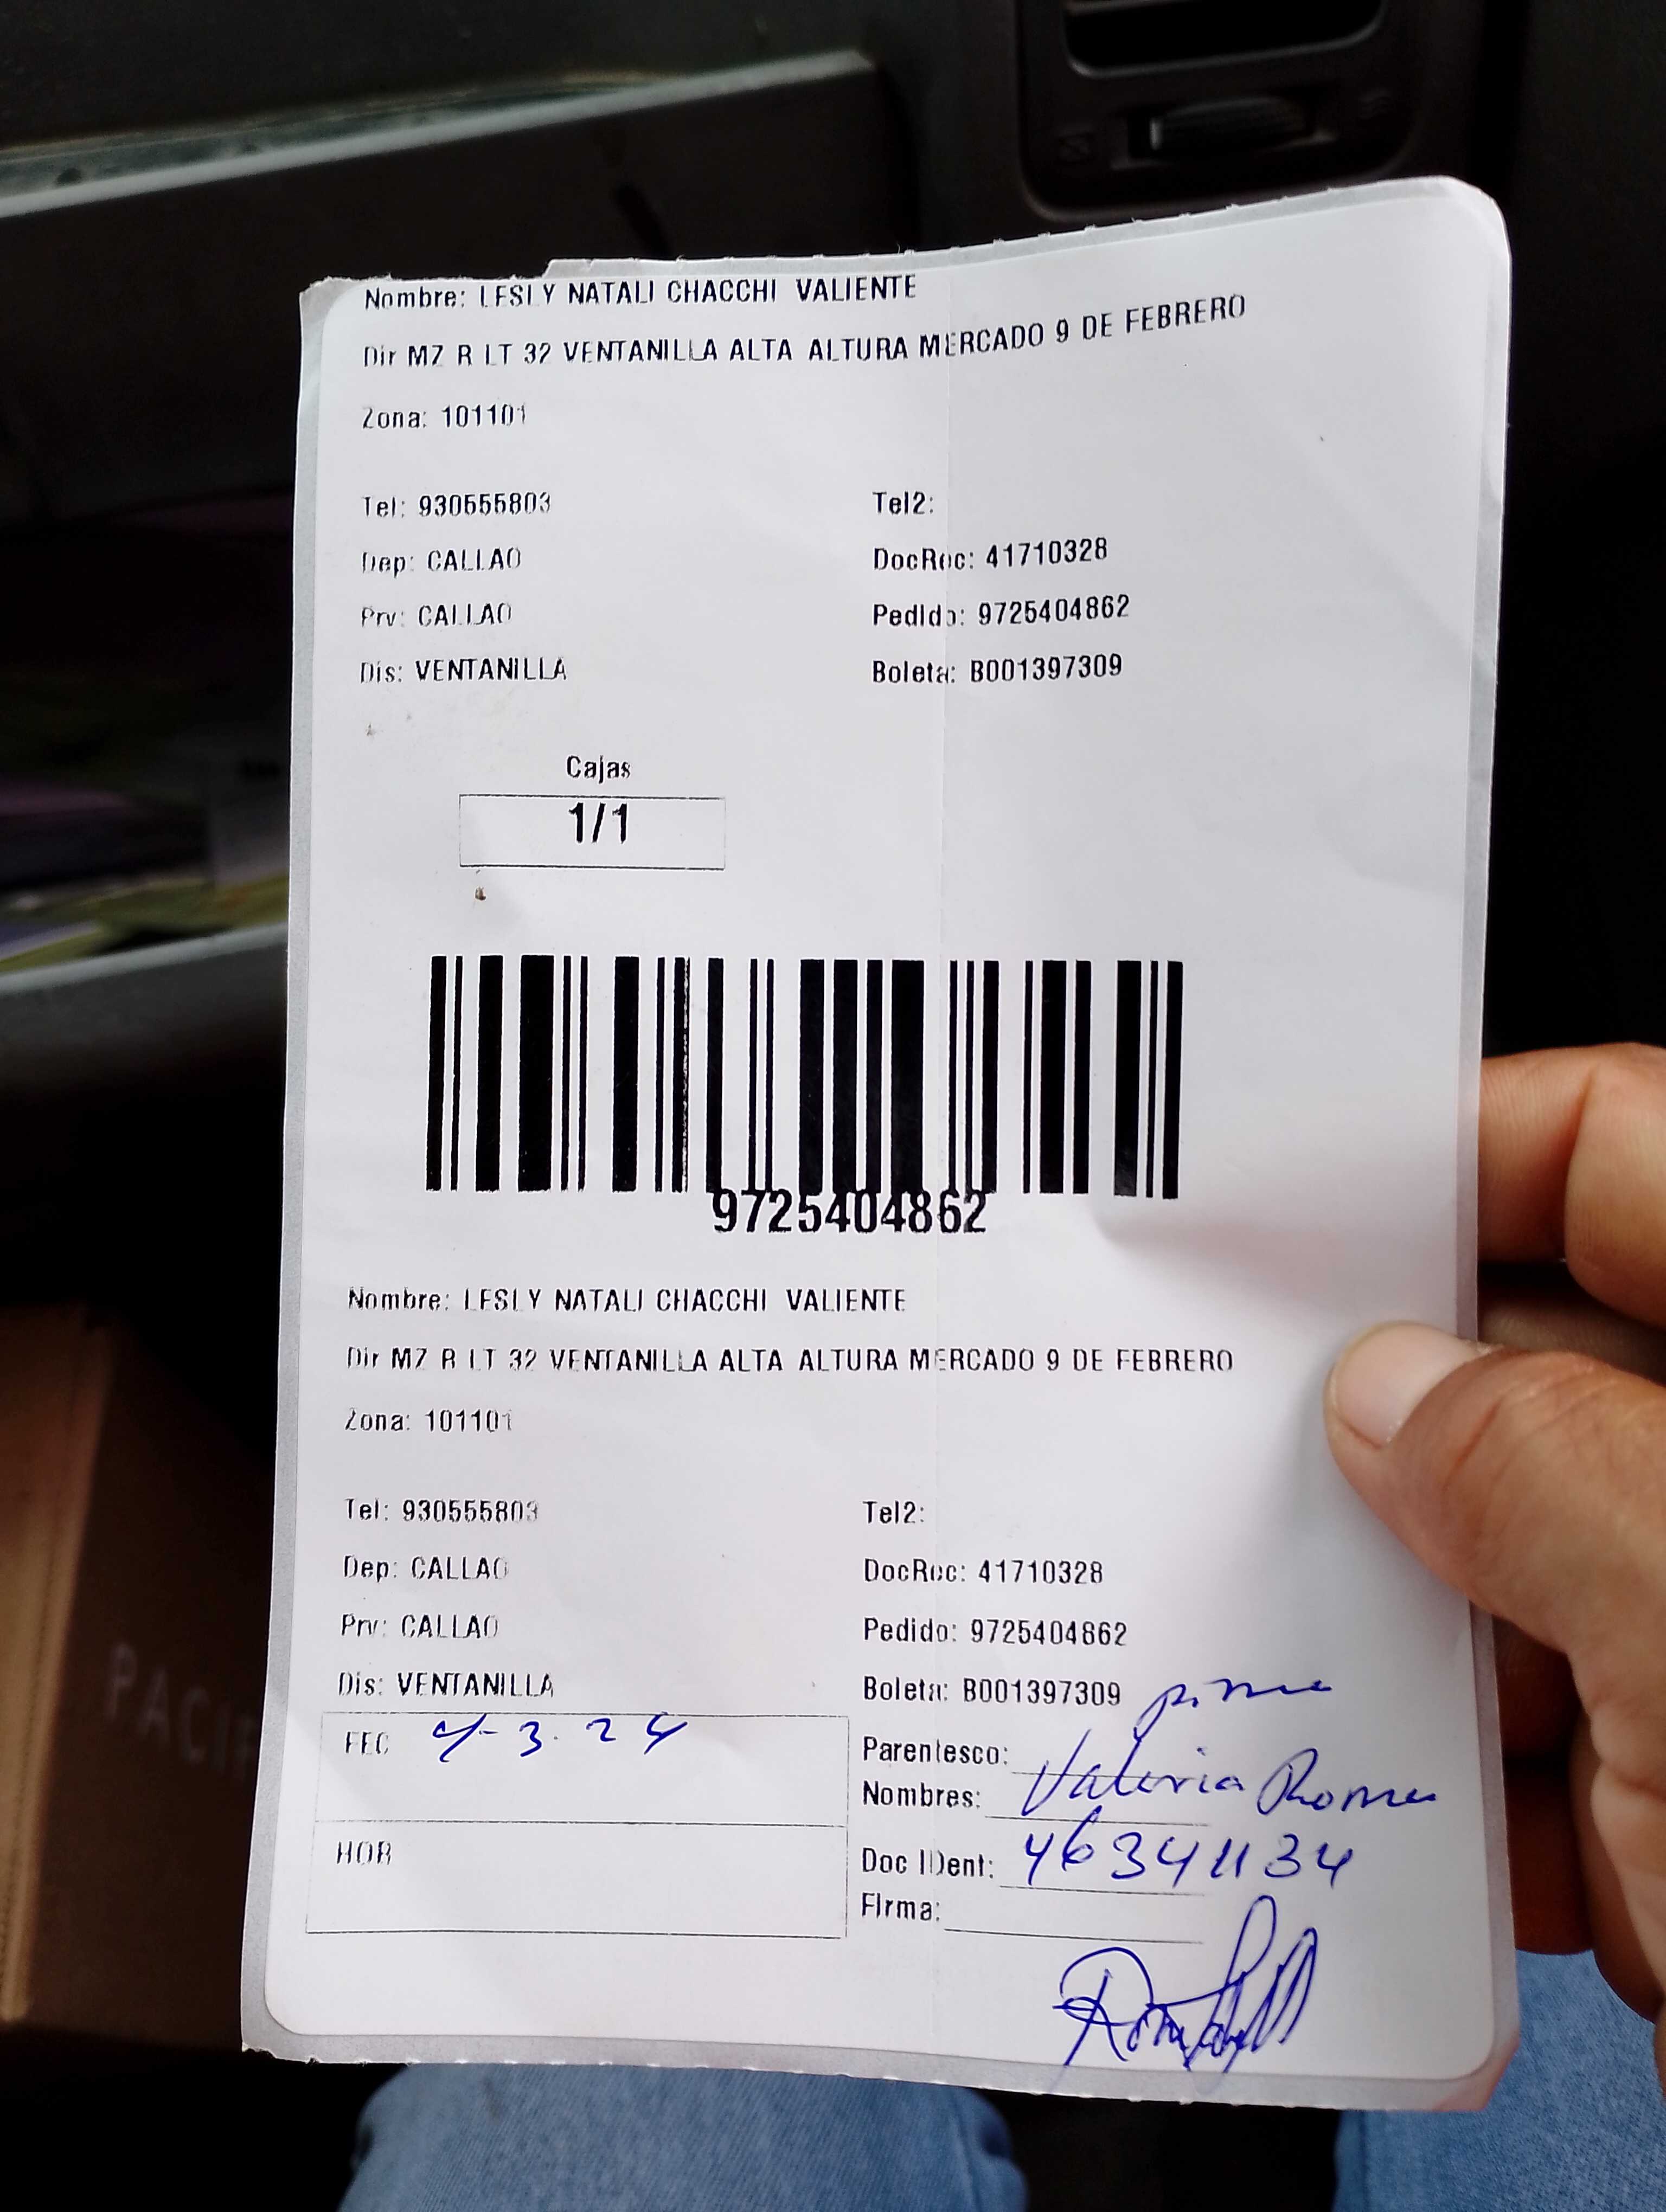 Nombre: LESLY NATALI CHACCHI VALIENTE
Dir MZ R LT 32 VENTANILLA ALTA ALTURA MERCADO 9 DE FEBRERO
Zona: 101101
Tel: 930555803 Tel2:
Dep: CALLAO DocRec: 41710328
Prv: CALLAO Pedido: 9725404862
Dis: VENTANILLA Boleta: B001397309
Cajas
1/1
9725404862
Nombre: LESLY NATALI CHACCHI VALIENTE
Dir MZ R LT 32 VENTANILLA ALTA ALTURA MERCADO 9 DE FEBRERO
Zona: 101101
Tel: 930555803 Tel2:
Dep: CALLAO DocRec: 41710328
Prv: CALLAO Pedido: 9725404862
Dis: VENTANILLA Boleta: B001397309
FEC 4-3.24
Parentesco: prima
Nombres: Valeria
HOR
Doc IDent: 46341134
Firma:
PACIF